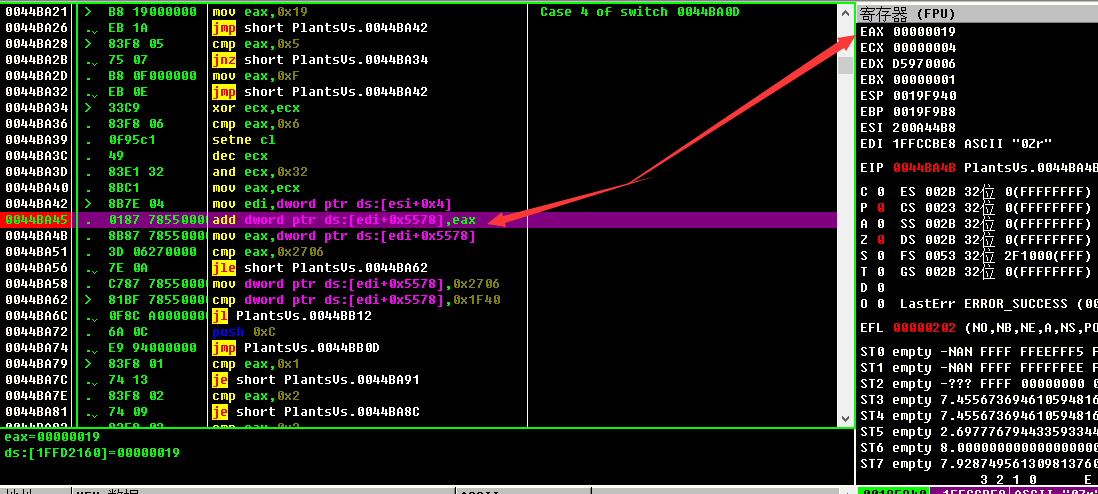 0044BA21 > B8 19000000 mov eax,0x19 Case 4 of switch 0044BA0D
0044BA26 . EB 1A jmp short PlantsVs.0044BA42
0044BA28 > 83F8 05 cmp eax,0x5
0044BA2B . 75 07 jnz short PlantsVs.0044BA34
0044BA2D . B8 0F000000 mov eax,0xF
0044BA32 . EB 0E jmp short PlantsVs.0044BA42
0044BA34 > 33C9 xor ecx,ecx
0044BA36 . 83F8 06 cmp eax,0x6
0044BA39 . 0f95c1 setne cl
0044BA3C . 49 dec ecx
0044BA3D . 83E1 32 and ecx,0x32
0044BA40 . 8BC1 mov eax,ecx
0044BA42 > 8B7E 04 mov edi,dword ptr ds:[esi+0x4]
0044BA45 . 0187 78550000 add dword ptr ds:[edi+0x5578],eax
0044BA4B . 8B87 78550000 mov eax,dword ptr ds:[edi+0x5578]
0044BA51 . 3D 06270000 cmp eax,0x2706
0044BA56 . 7E 0A jle short PlantsVs.0044BA62
0044BA58 . C787 78550000 mov dword ptr ds:[edi+0x5578],0x2706
0044BA62 > 81BF 78550000 cmp dword ptr ds:[edi+0x5578],0x1F40
0044BA6C . 0F8C A0000000 jl PlantsVs.0044BB12
0044BA72 . 6A 0C push 0xC
0044BA74 . E9 94000000 jmp PlantsVs.0044BB0D
0044BA79 > 83F8 01 cmp eax,0x1
0044BA7C . 74 13 je short PlantsVs.0044BA91
0044BA7E . 83F8 02 cmp eax,0x2
0044BA81 . 74 09 je short PlantsVs.0044BA8C
eax=00000019
ds:[1FFD2160]=00000019
寄存器 (FPU)
EAX 00000019
ECX 00000004
EDX D5970006
EBX 00000001
ESP 0019F940
EBP 0019F9B8
ESI 200A44B8
EDI 1FFCCBE8 ASCII "0Zr"
EIP 0044BA4B PlantsVs.0044BA4B
C 0 ES 002B 32位 0(FFFFFFFF)
P 0 CS 0023 32位 0(FFFFFFFF)
A 0 SS 002B 32位 0(FFFFFFFF)
Z 0 DS 002B 32位 0(FFFFFFFF)
S 0 FS 0053 32位 2F1000(FFF)
T 0 GS 002B 32位 0(FFFFFFFF)
D 0
O 0 LastErr ERROR_SUCCESS (00
EFL 00000202 (NO,NB,NE,A,NS,PO
ST0 empty -NAN FFFF FFEEFFF5 F
ST1 empty -NAN FFFF FFFFFFEE F
ST2 empty -??? FFFF 00000000 0
ST3 empty 7.455673694610594816
ST4 empty 7.455673694610594816
ST5 empty 2.697776794433593344
ST6 empty 8.0000000000000000000
ST7 empty 7.928749561309813760
3 2 1 0 E